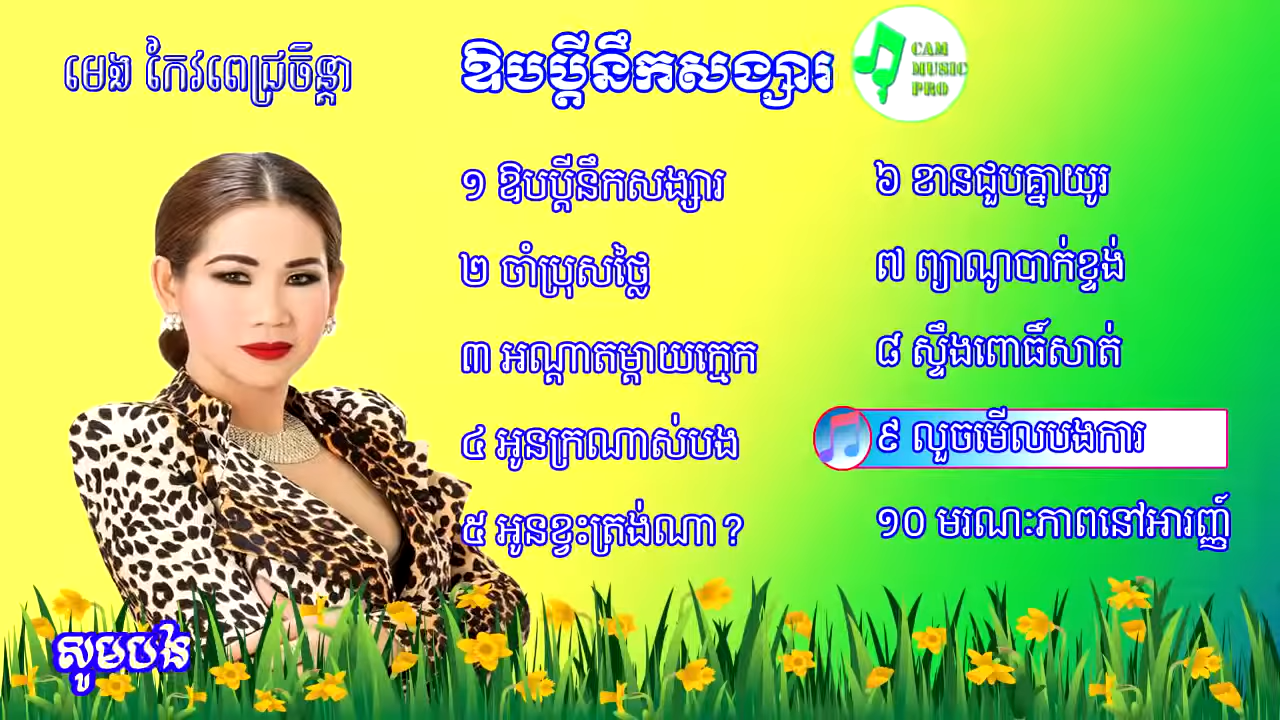 មេង កែវពេជ្រចិន្តា
ឱបប្ដីនឹកសង្សារ
CAM
MUSIC
PRO
១ ឱបប្ដីនឹកសង្សារ
២ ចាំប្រុសថ្លៃ
៣ អណ្ដាតម្ដាយក្មេក
៤ អូនក្រណាស់បង
៥ អូនខ្វះត្រង់ណា ?
៦ ខានជួបគ្នាយូរ
៧ ព្យាណូបាក់ខ្ទង់
៨ ស្ទឹងពោធិ៍សាត់
៩ លួចមើលបងការ
១០ មរណៈភាពនៅអារញ្ញ៍
សូមបង